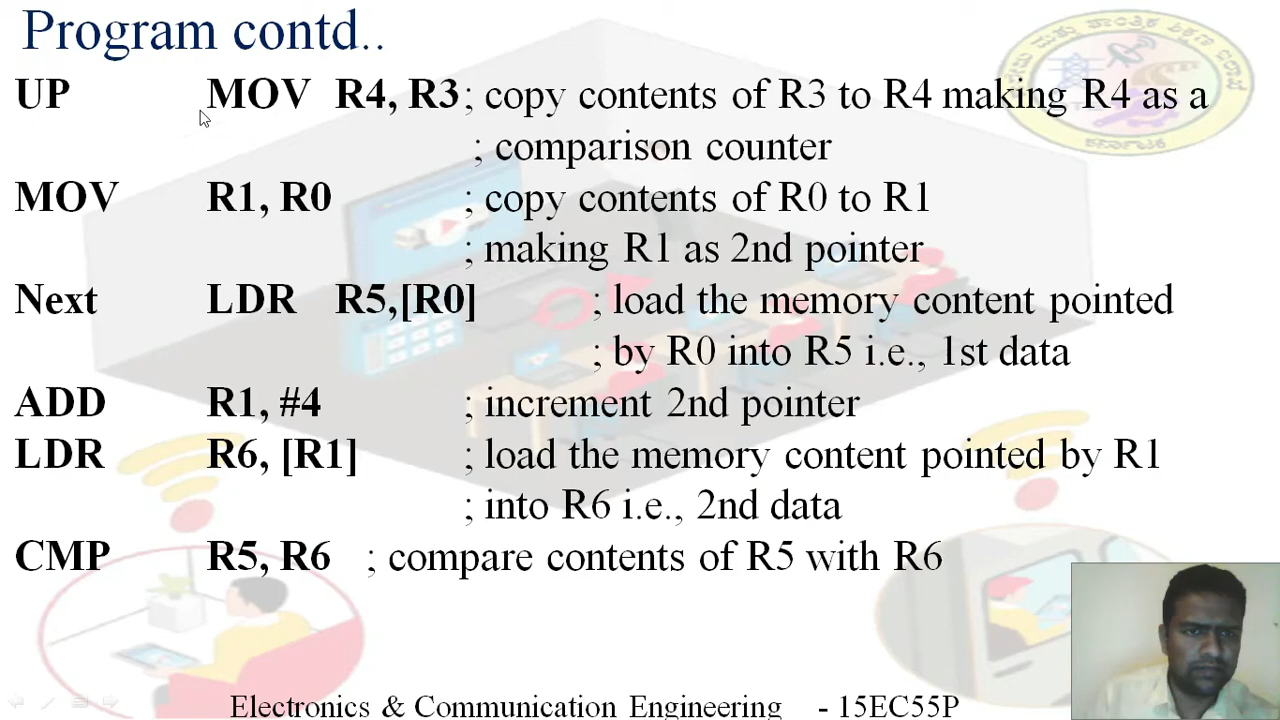 Program contd..
UP MOV R4, R3 ; copy contents of R3 to R4 making R4 as a
; comparison counter
MOV R1, R0 ; copy contents of R0 to R1
; making R1 as 2nd pointer
Next LDR R5,[R0] ; load the memory content pointed
; by R0 into R5 i.e., 1st data
ADD R1, #4 ; increment 2nd pointer
LDR R6, [R1] ; load the memory content pointed by R1
; into R6 i.e., 2nd data
CMP R5, R6 ; compare contents of R5 with R6
Electronics & Communication Engineering - 15EC55P